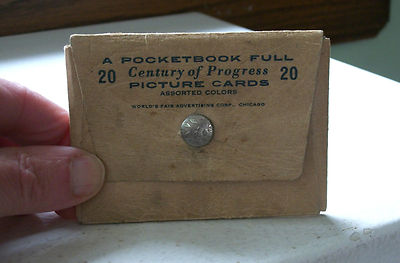 A POCKETBOOK FULL
20 Century of Progress 20
PICTURE CARDS
ASSORTED COLORS
WORLD'S FAIR ADVERTISING CORP., CHICAGO